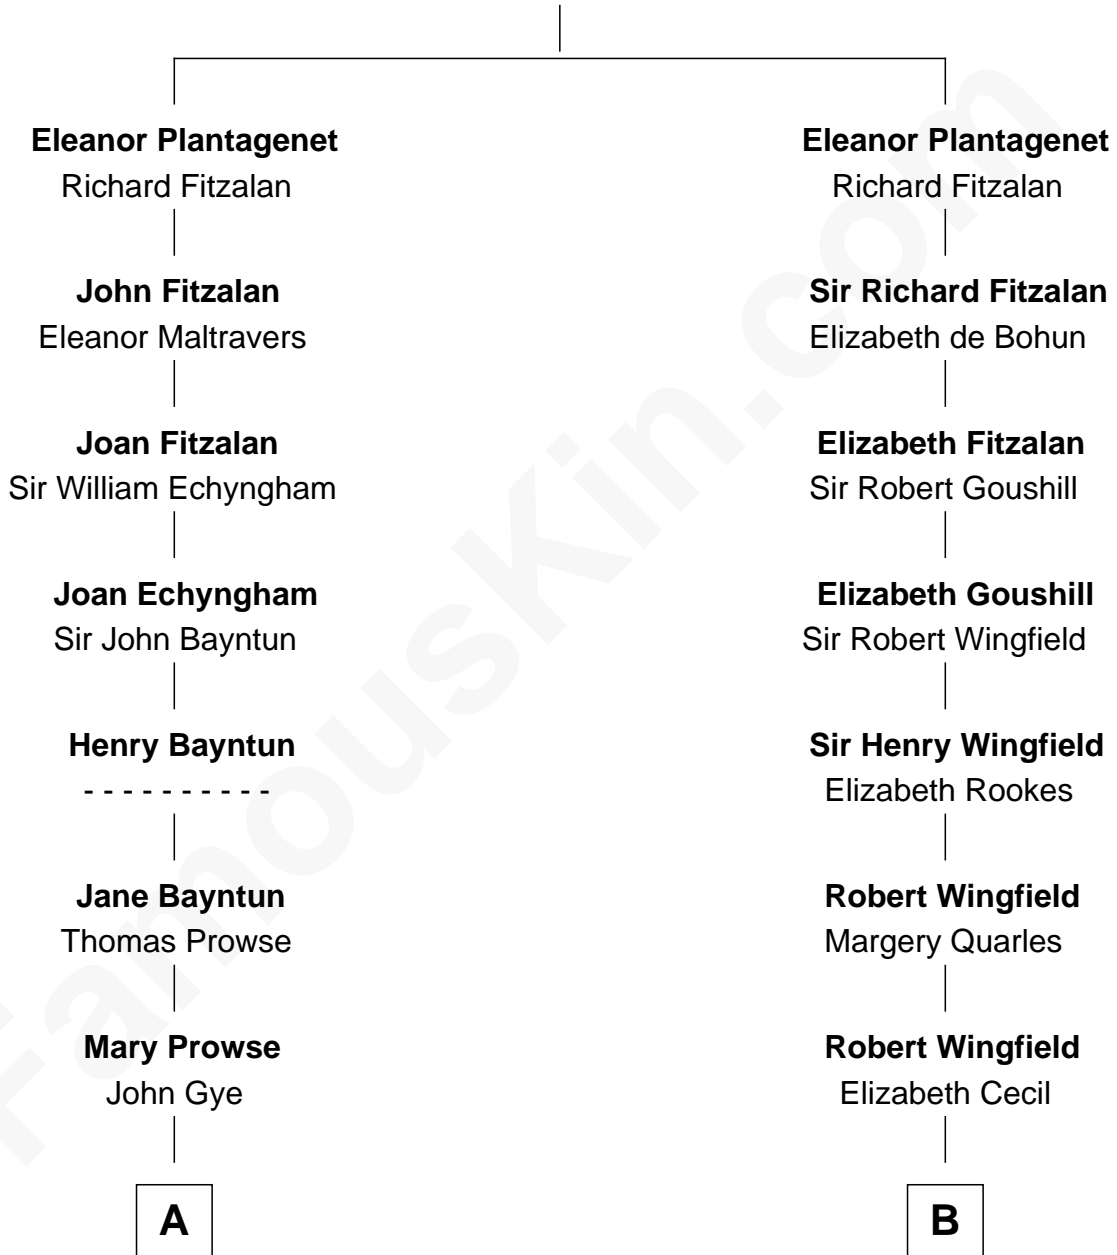 Eleanor Plantagenet
Richard Fitzalan
John Fitzalan
Eleanor Maltravers
Joan Fitzalan
Sir William Echyngham
Joan Echyngham
Sir John Bayntun
Henry Bayntun
- - - - - - - - - -
Jane Bayntun
Thomas Prowse
Mary Prowse
John Gye
A
Eleanor Plantagenet
Richard Fitzalan
Sir Richard Fitzalan
Elizabeth de Bohun
Elizabeth Fitzalan
Sir Robert Goushill
Elizabeth Goushill
Sir Robert Wingfield
Sir Henry Wingfield
Elizabeth Rookes
Robert Wingfield
Margery Quarles
Robert Wingfield
Elizabeth Cecil
B
FamousKin.com